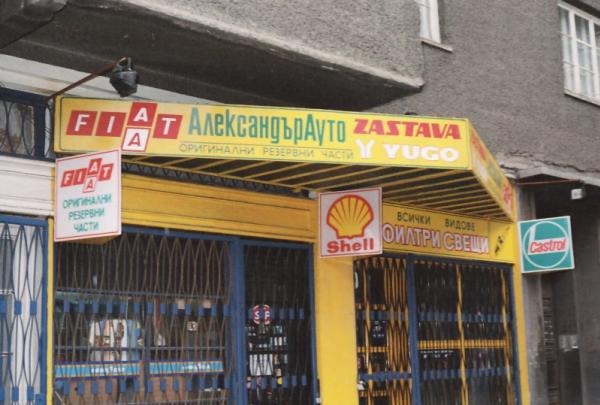 FIAT
A
АлександърАуто
ZASTAVA
ОРИГИНАЛНИ РЕЗЕРВНИ ЧАСТИ
YUGO
FIAT
A
ОРИГИНАЛНИ
РЕЗЕРВНИ
ЧАСТИ
Shell
ВСИЧКИ ВИДОВЕ
ФИЛТРИ СВЕЩИ
Castrol